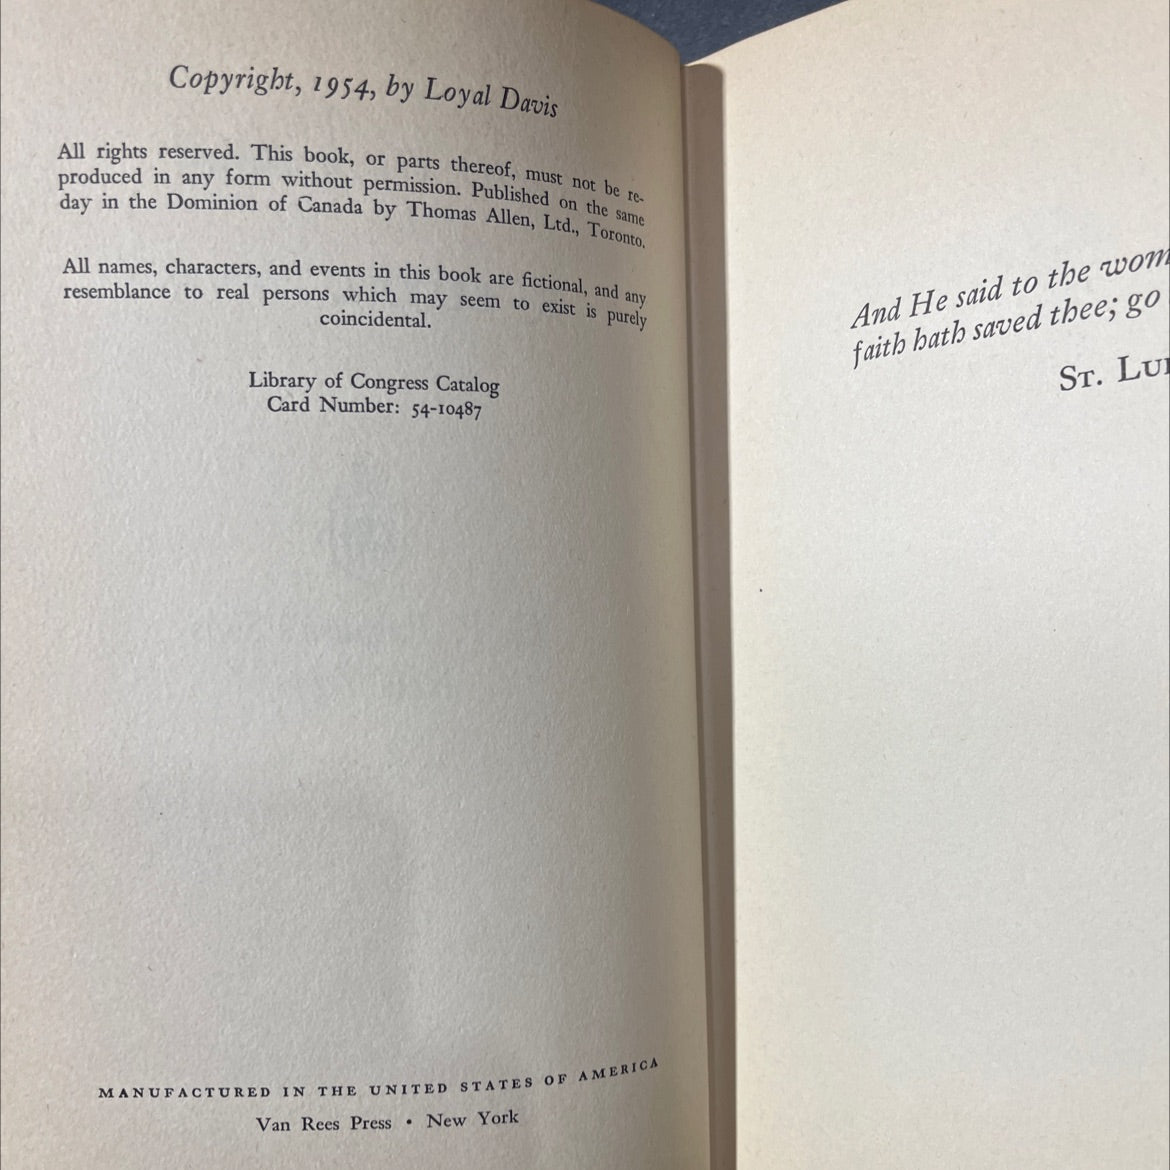 Copyright, 1954, by Loyal Davis
All rights reserved. This book, or parts thereof, must not be re-
produced in any form without permission. Published on the same
day in the Dominion of Canada by Thomas Allen, Ltd., Toronto.
All names, characters, and events in this book are fictional, and any
resemblance to real persons which may seem to exist is purely
coincidental.
Library of Congress Catalog
Card Number: 54-10487
MANUFACTURED IN THE UNITED STATES OF AMERICA
Van Rees Press • New York
And He said to the wom
faith hath saved thee; go
St. Lu